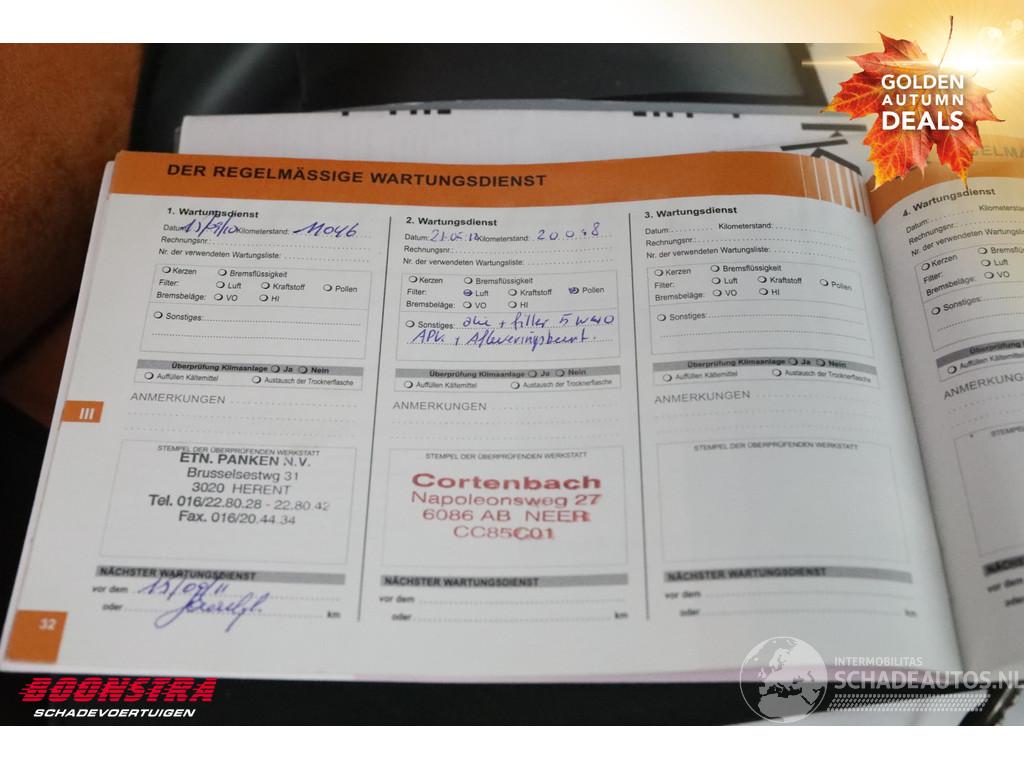 GOLDEN
AUTUMN
DEALS
DER REGELMÄSSIGE WARTUNGSDIENST
1. Wartungsdienst
Datum: 13/09/10 Kilometerstand: 11046
Rechnungsnr.:
Nr. der verwendeten Wartungsliste:
Kerzen Bremsflüssigkeit
Filter: Luft Kraftstoff Pollen
Bremsbeläge: VO HI
Sonstiges:
Überprüfung Klimaanlage Ja Nein
Auffüllen Kältemittel Austausch der Trocknerflasche
ANMERKUNGEN
STEMPEL DER ÜBERPRÜFENDEN WERKSTATT
ETN. PANKEN N.V.
Brusselsestwg 31
3020 HERENT
Tel. 016/22.80.28 - 22.80.42
Fax. 016/20.44.34
NÄCHSTER WARTUNGSDIENST
vor dem 13/09/11
oder km
III
32
2. Wartungsdienst
Datum: Kilometerstand:
Rechnungsnr.:
Nr. der verwendeten Wartungsliste:
Kerzen Bremsflüssigkeit
Filter: Luft Kraftstoff Pollen
Bremsbeläge: VO HI
Sonstiges: olie + filter 5W40
APK. + Afleveringsbeurt.
Überprüfung Klimaanlage Ja Nein
Auffüllen Kältemittel Austausch der Trocknerflasche
ANMERKUNGEN
STEMPEL DER ÜBERPRÜFENDEN WERKSTATT
Cortenbach
Napoleonsweg 27
6086 AB NEER
CC85C01
NÄCHSTER WARTUNGSDIENST
vor dem
oder km
3. Wartungsdienst
Datum: Kilometerstand:
Rechnungsnr.:
Nr. der verwendeten Wartungsliste:
Kerzen Bremsflüssigkeit
Filter: Luft Kraftstoff Pollen
Bremsbeläge: VO HI
Sonstiges:
Überprüfung Klimaanlage Ja Nein
Auffüllen Kältemittel Austausch der Trocknerflasche
ANMERKUNGEN
STEMPEL DER ÜBERPRÜFENDEN WERKSTATT
NÄCHSTER WARTUNGSDIENST
vor dem
oder km
4. Wartungsdienst
Datum: Kilometerstand:
Rechnungsnr.:
Nr. der verwendeten Wartungsliste:
Kerzen
Filter: Luft
Bremsbeläge: VO
Sonstiges:
Auffüllen Kältemittel
vor dem
oder
BOONSTRA
SCHADEVOERTUIGEN
INTERMOBILITAS
SCHADEAUTOS.NL